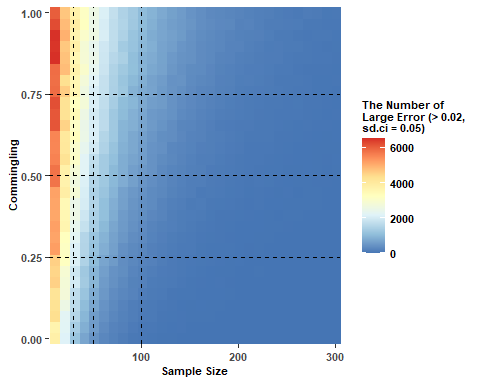 1.00
0.75
0.50
0.25
0.00
Commingling
100
200
300
Sample Size
The Number of
Large Error (> 0.02,
sd.ci = 0.05)
6000
4000
2000
0